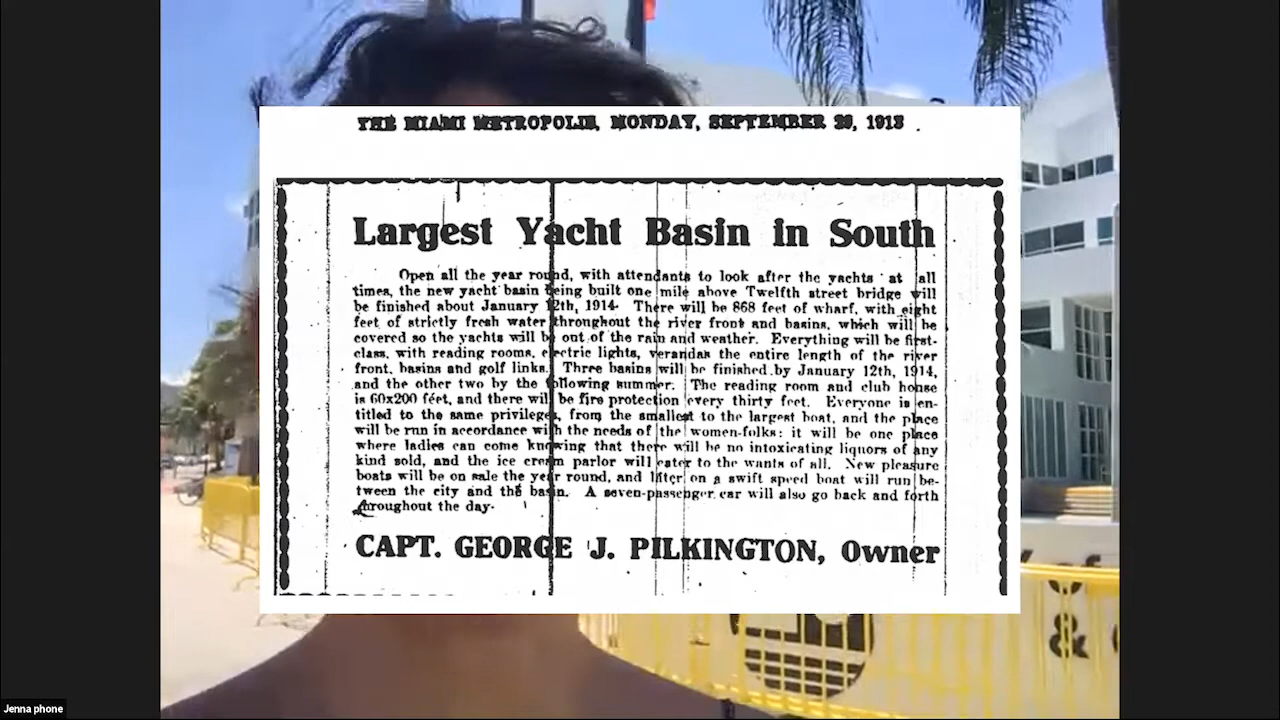 THE MIAMI METROPOLIS, MONDAY, SEPTEMBER 29, 1913
Largest Yacht Basin in South
Open all the year round, with attendants to look after the yachts at all
times, the new yacht basin being built one mile above Twelfth street bridge will
be finished about January 12th, 1914. There will be 868 feet of wharf, with eight
feet of strictly fresh water throughout the river front and basins, which will be
covered so the yachts will be out of the rain and weather. Everything will be first-
class, with reading rooms, electric lights, verandas the entire length of the river
front, basins and golf links. Three basins will be finished by January 12th, 1914,
and the other two by the following summer. The reading room and club house
is 60x200 feet, and there will be fire protection every thirty feet. Everyone is en-
titled to the same privileges, from the smallest to the largest boat, and the place
will be run in accordance with the needs of the women-folks: it will be one place
where ladies can come knowing that there will be no intoxicating liquors of any
kind sold, and the ice cream parlor will cater to the wants of all. New pleasure
boats will be on sale the year round, and later on a swift speed boat will run be-
tween the city and the basin. A seven-passenger car will also go back and forth
throughout the day.
CAPT. GEORGE J. PILKINGTON, Owner
&
Jenna phone